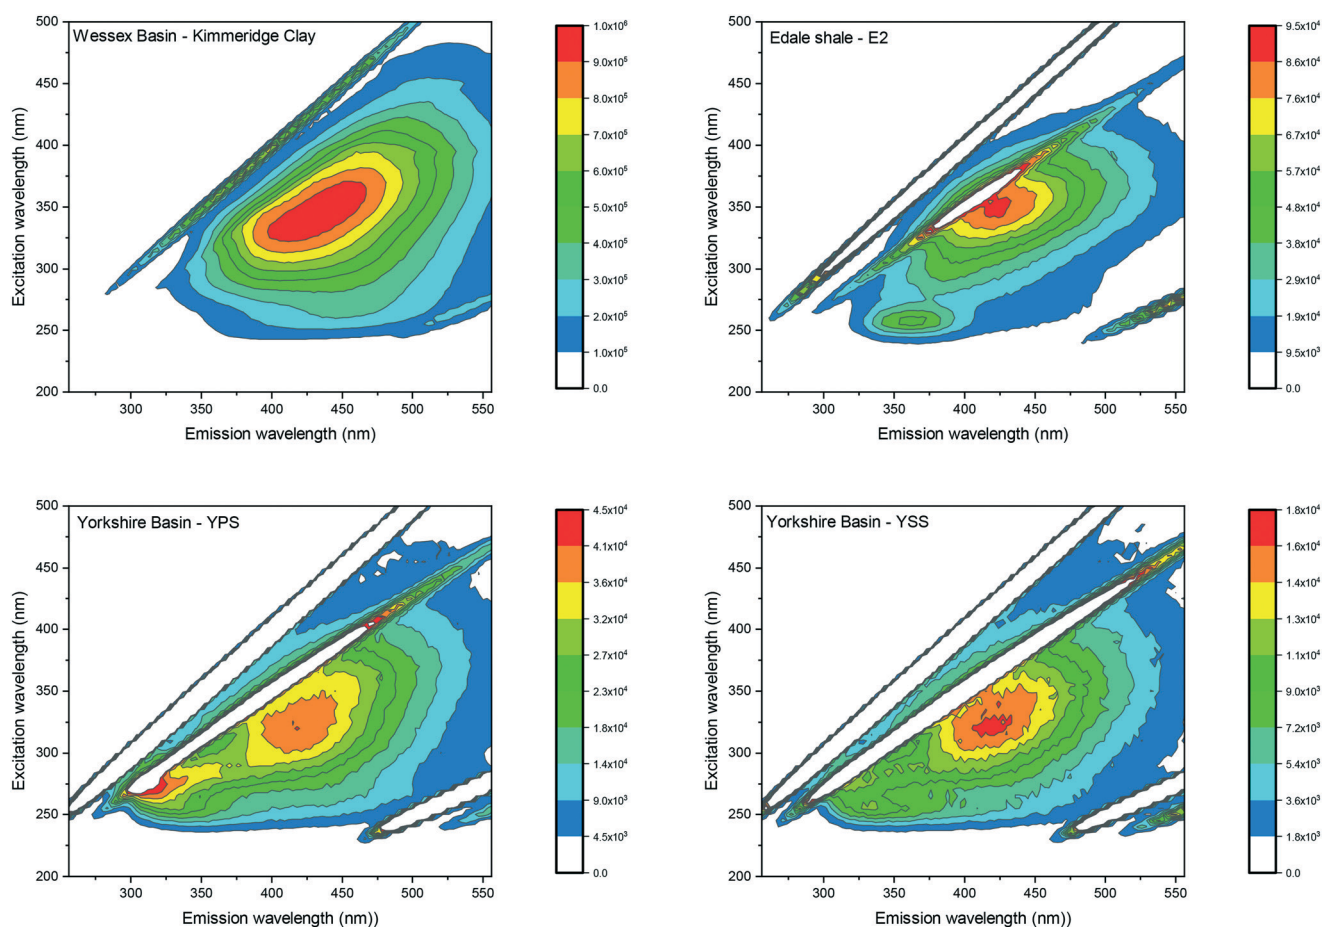 Wessex Basin - Kimmeridge Clay
500
450
400
350
300
250
200
Excitation wavelength (nm)
300 350 400 450 500 550
Emission wavelength (nm)
1.0x10⁶
9.0x10⁵
8.0x10⁵
7.0x10⁵
6.0x10⁵
5.0x10⁵
4.0x10⁵
3.0x10⁵
2.0x10⁵
1.0x10⁵
0.0
Edale shale - E2
500
450
400
350
300
250
200
Excitation wavelength (nm)
300 350 400 450 500 550
Emission wavelength (nm)
9.5x10⁴
8.6x10⁴
7.6x10⁴
6.7x10⁴
5.7x10⁴
4.8x10⁴
3.8x10⁴
2.9x10⁴
1.9x10⁴
9.5x10³
0.0
Yorkshire Basin - YPS
500
450
400
350
300
250
200
Excitation wavelength (nm)
300 350 400 450 500 550
Emission wavelength (nm))
4.5x10⁴
4.1x10⁴
3.6x10⁴
3.2x10⁴
2.7x10⁴
2.3x10⁴
1.8x10⁴
1.4x10⁴
9.0x10³
4.5x10³
0.0
Yorkshire Basin - YSS
500
450
400
350
300
250
200
Excitation wavelength (nm)
300 350 400 450 500 550
Emission wavelength (nm))
1.8x10⁴
1.6x10⁴
1.4x10⁴
1.3x10⁴
1.1x10⁴
9.0x10³
7.2x10³
5.4x10³
3.6x10³
1.8x10³
0.0